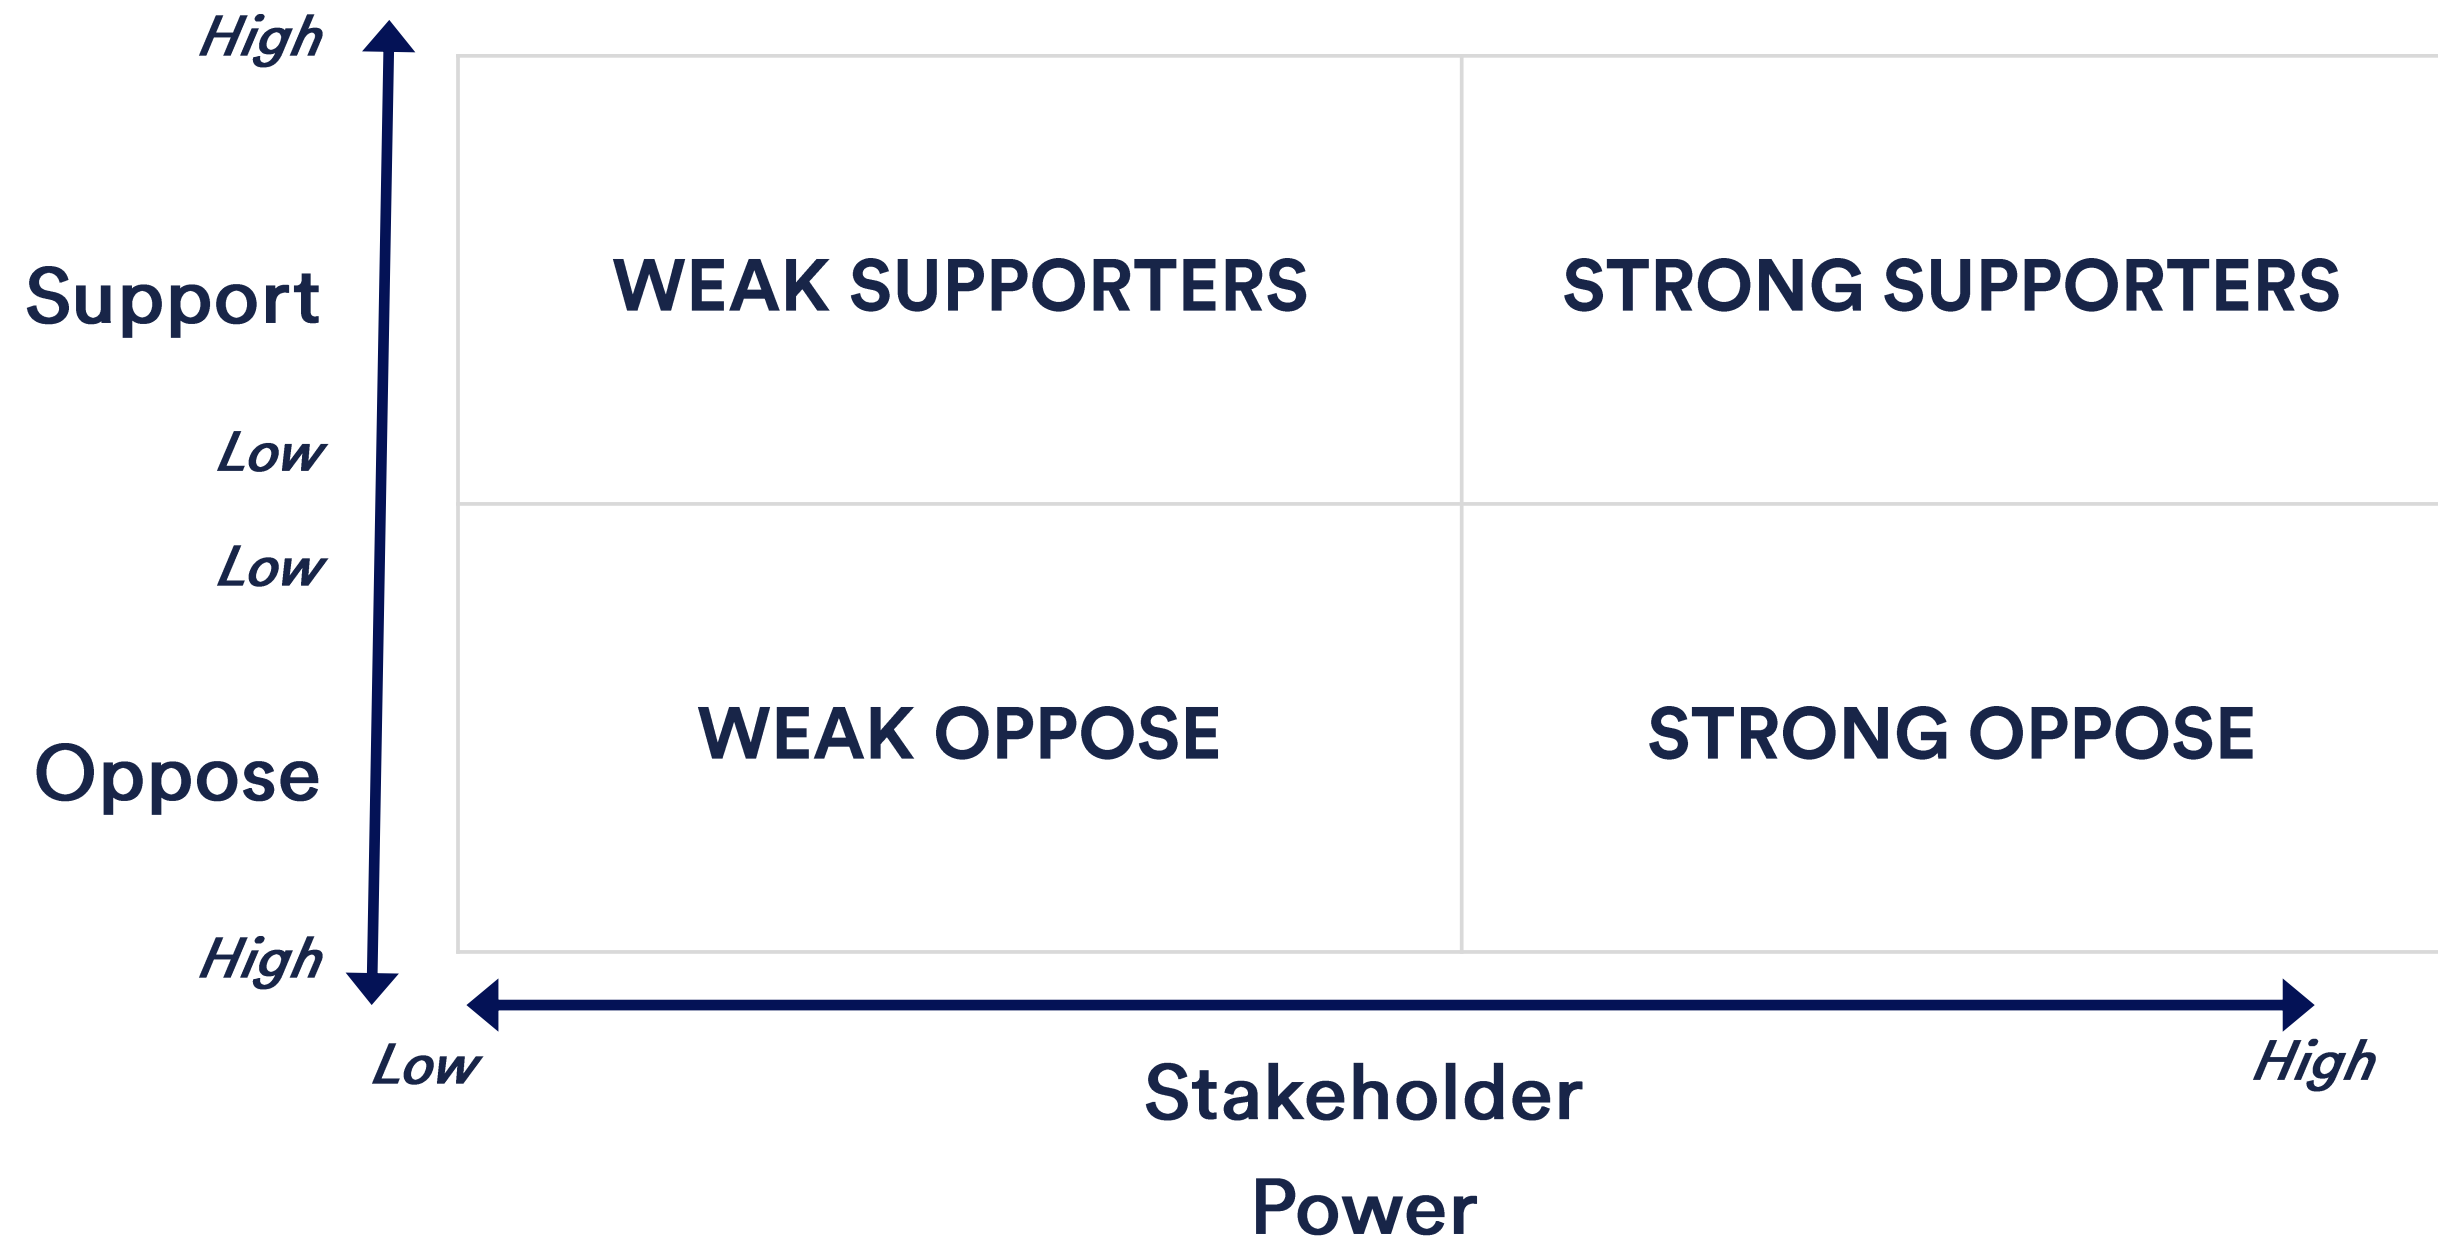 High
Support
WEAK SUPPORTERS
STRONG SUPPORTERS
Low
Low
Oppose
WEAK OPPOSE
STRONG OPPOSE
High
Low
High
Stakeholder
Power